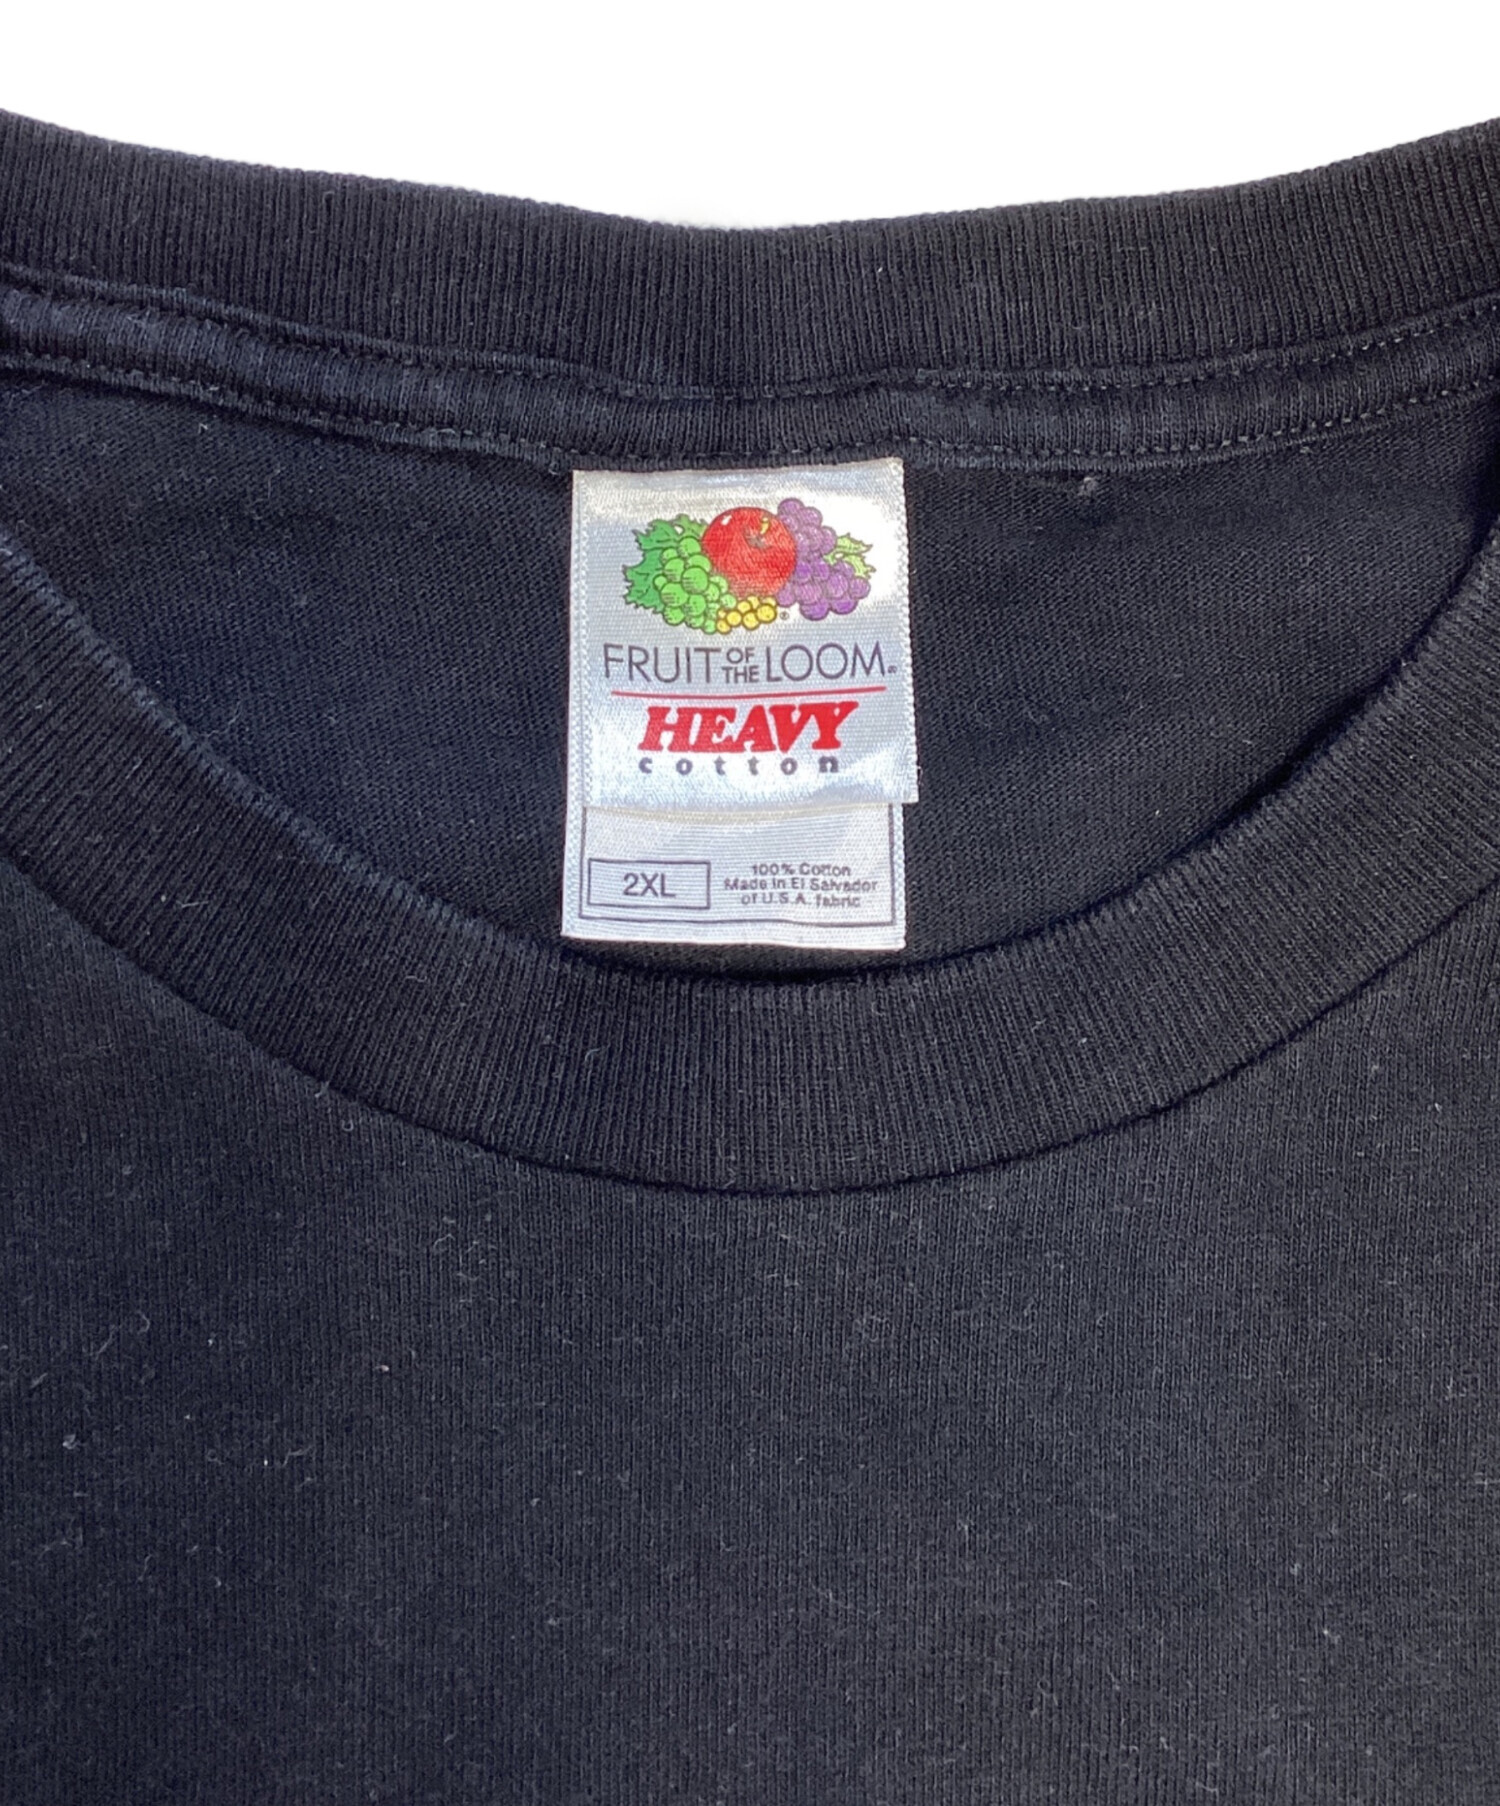 FRUIT OF THE LOOM®
HEAVY
cotton
2XL
100% Cotton
Made in El Salvador
of U.S.A. fabric